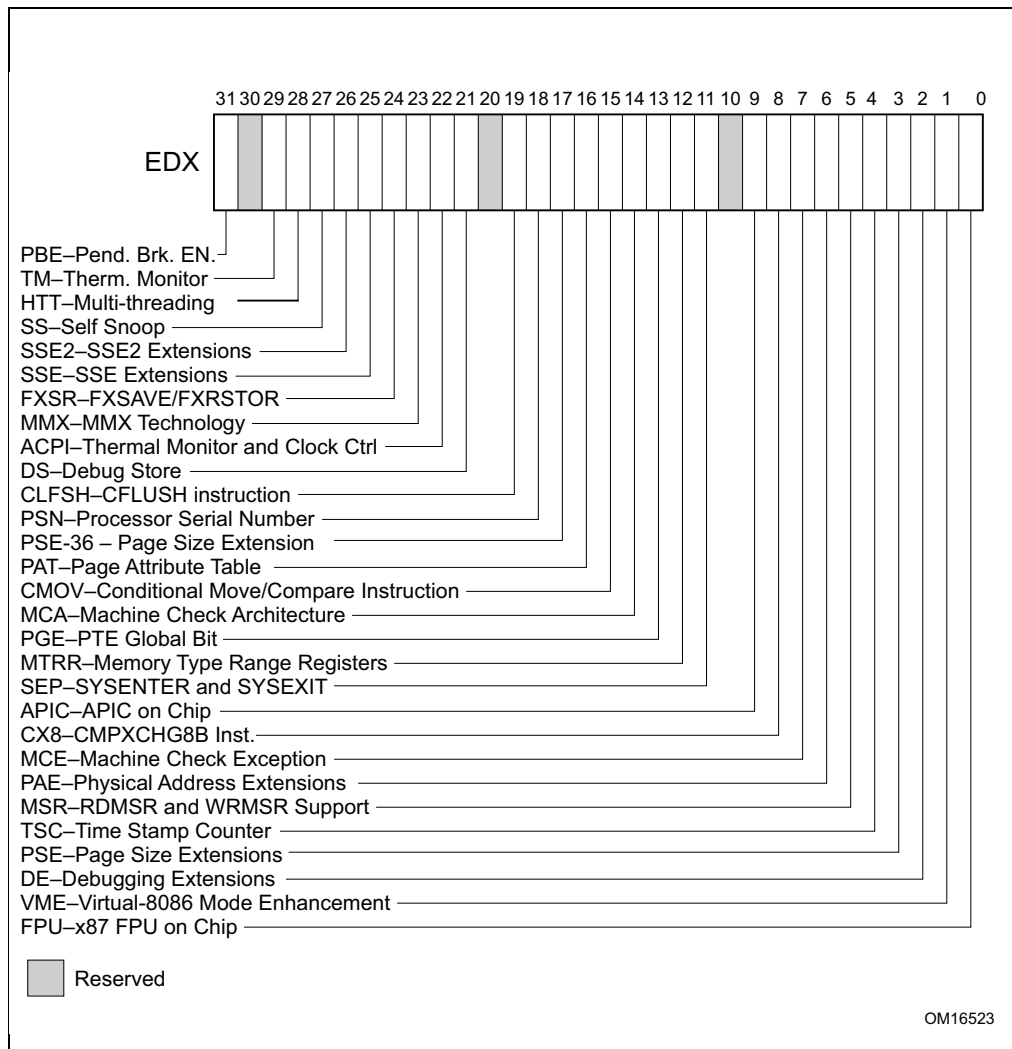 31 30 29 28 27 26 25 24 23 22 21 20 19 18 17 16 15 14 13 12 11 10 9 8 7 6 5 4 3 2 1 0
EDX
PBE–Pend. Brk. EN.
TM–Therm. Monitor
HTT–Multi-threading
SS–Self Snoop
SSE2–SSE2 Extensions
SSE–SSE Extensions
FXSR–FXSAVE/FXRSTOR
MMX–MMX Technology
ACPI–Thermal Monitor and Clock Ctrl
DS–Debug Store
CLFSH–CFLUSH instruction
PSN–Processor Serial Number
PSE-36 – Page Size Extension
PAT–Page Attribute Table
CMOV–Conditional Move/Compare Instruction
MCA–Machine Check Architecture
PGE–PTE Global Bit
MTRR–Memory Type Range Registers
SEP–SYSENTER and SYSEXIT
APIC–APIC on Chip
CX8–CMPXCHG8B Inst.
MCE–Machine Check Exception
PAE–Physical Address Extensions
MSR–RDMSR and WRMSR Support
TSC–Time Stamp Counter
PSE–Page Size Extensions
DE–Debugging Extensions
VME–Virtual-8086 Mode Enhancement
FPU–x87 FPU on Chip
Reserved
OM16523